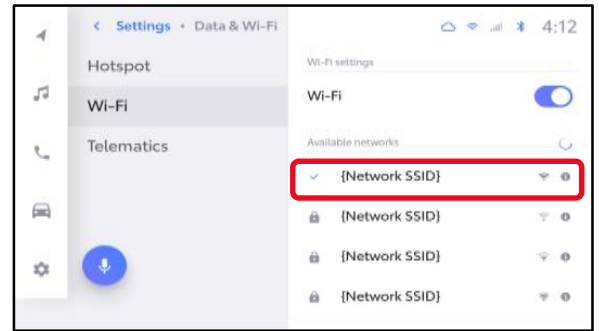 Settings • Data & Wi-Fi
4:12
Hotspot
Wi-Fi
Telematics
Wi-Fi settings
Wi-Fi
Available networks
{Network SSID}
{Network SSID}
{Network SSID}
{Network SSID}